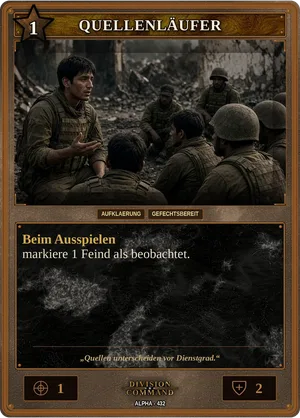 1
QUELLENLÄUFER
AUFKLAERUNG GEFECHTSBEREIT
Beim Ausspielen
markiere 1 Feind als beobachtet.
„Quellen unterscheiden vor Dienstgrad.“
1
DIVISION
COMMAND
ALPHA · 432
2